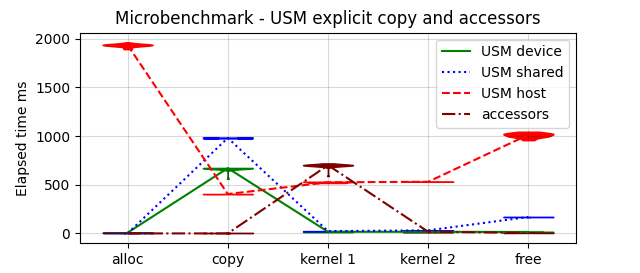 Microbenchmark - USM explicit copy and accessors
Elapsed time ms
2000
1500
1000
500
0
USM device
USM shared
USM host
accessors
alloc copy kernel 1 kernel 2 free